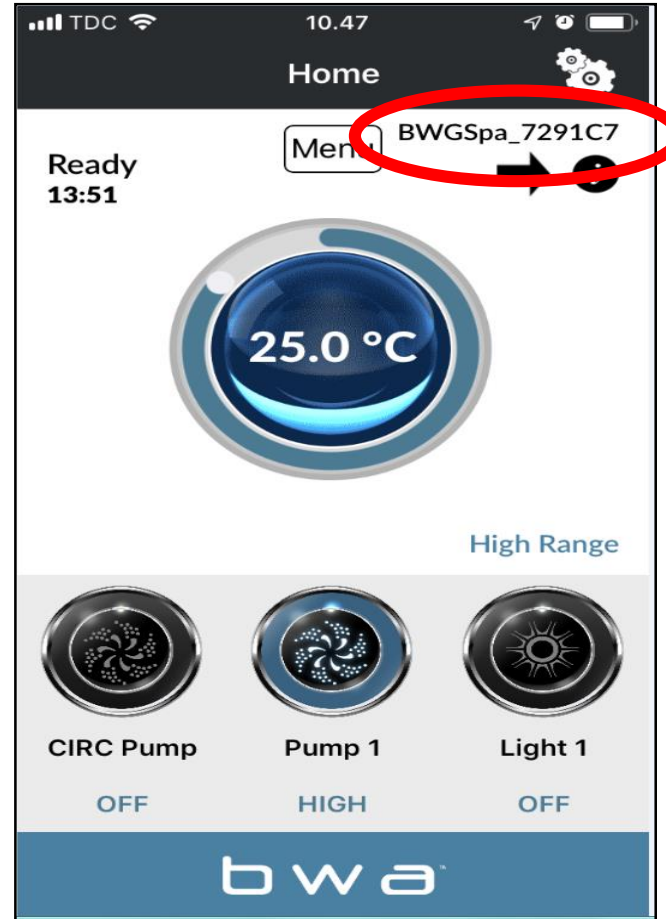 TDC 10.47
Home
Menu BWGSpa_7291C7
Ready
13:51
25.0 °C
High Range
CIRC Pump Pump 1 Light 1
OFF HIGH OFF
bwa™